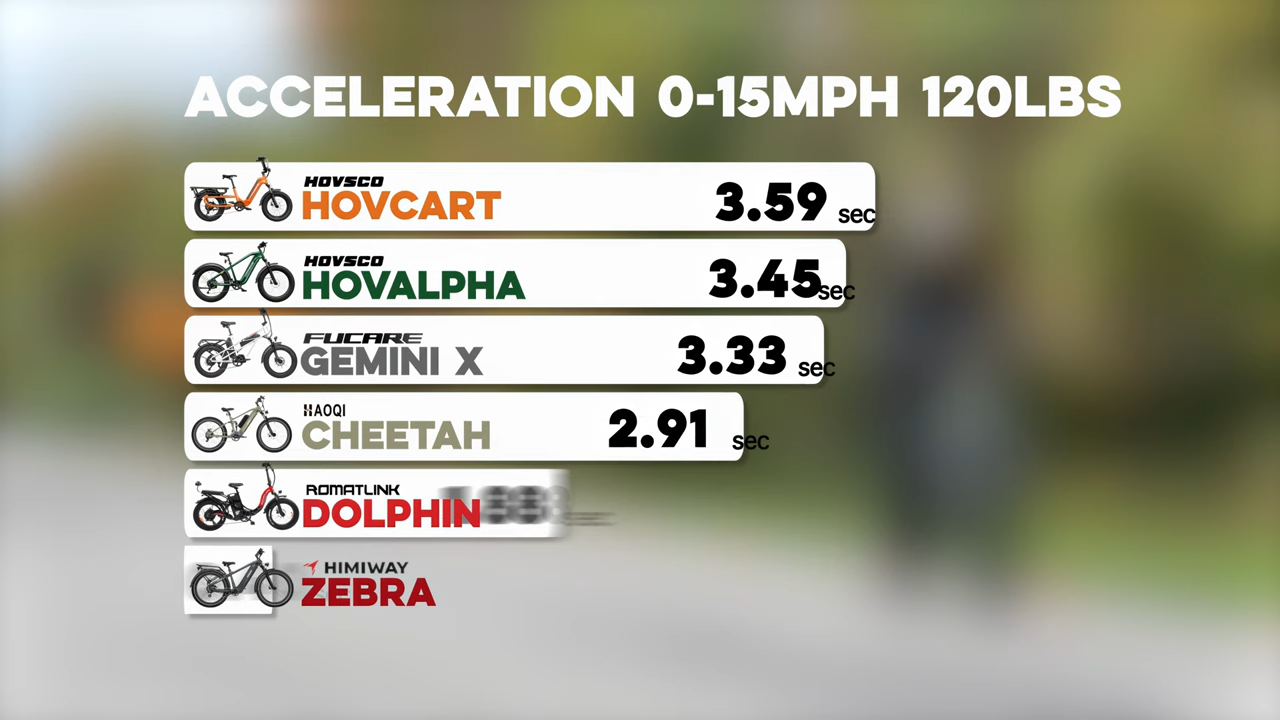 ACCELERATION 0-15MPH 120LBS
HOVSCO
HOVCART
3.59 sec
HOVSCO
HOVALPHA
3.45 sec
FUCARE
GEMINI X
3.33 sec
HAOQI
CHEETAH
2.91 sec
ROMATLINK
DOLPHIN
HIMIWAY
ZEBRA